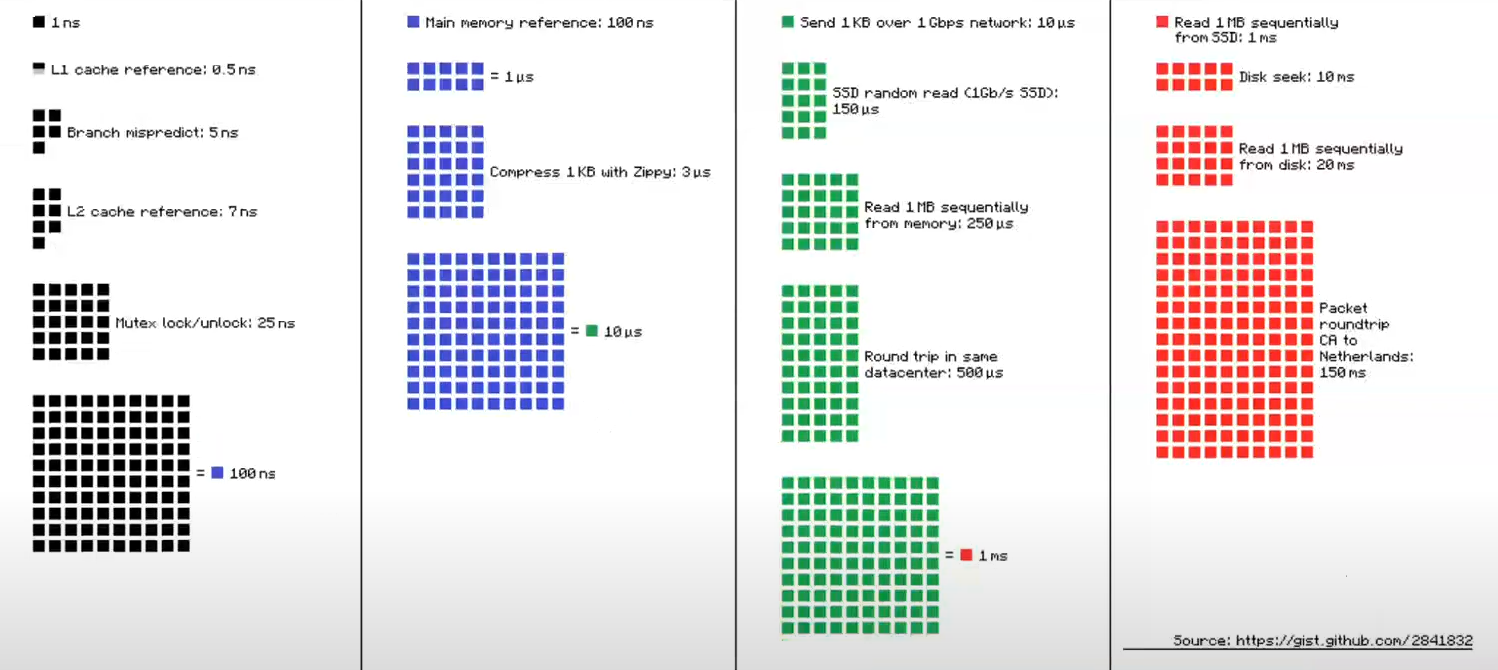 1 ns
L1 cache reference: 0.5 ns
Branch mispredict: 5 ns
L2 cache reference: 7 ns
Mutex lock/unlock: 25 ns
= 100 ns
Main memory reference: 100 ns
= 1 µs
Compress 1 KB with Zippy: 3 µs
= 10 µs
Send 1 KB over 1 Gbps network: 10 µs
SSD random read (1Gb/s SSD):
150 µs
Read 1 MB sequentially
from memory: 250 µs
Round trip in same
datacenter: 500 µs
= 1 ms
Read 1 MB sequentially
from SSD: 1 ms
Disk seek: 10 ms
Read 1 MB sequentially
from disk: 20 ms
Packet
roundtrip
CA to
Netherlands:
150 ms
Source: https://gist.github.com/2841832